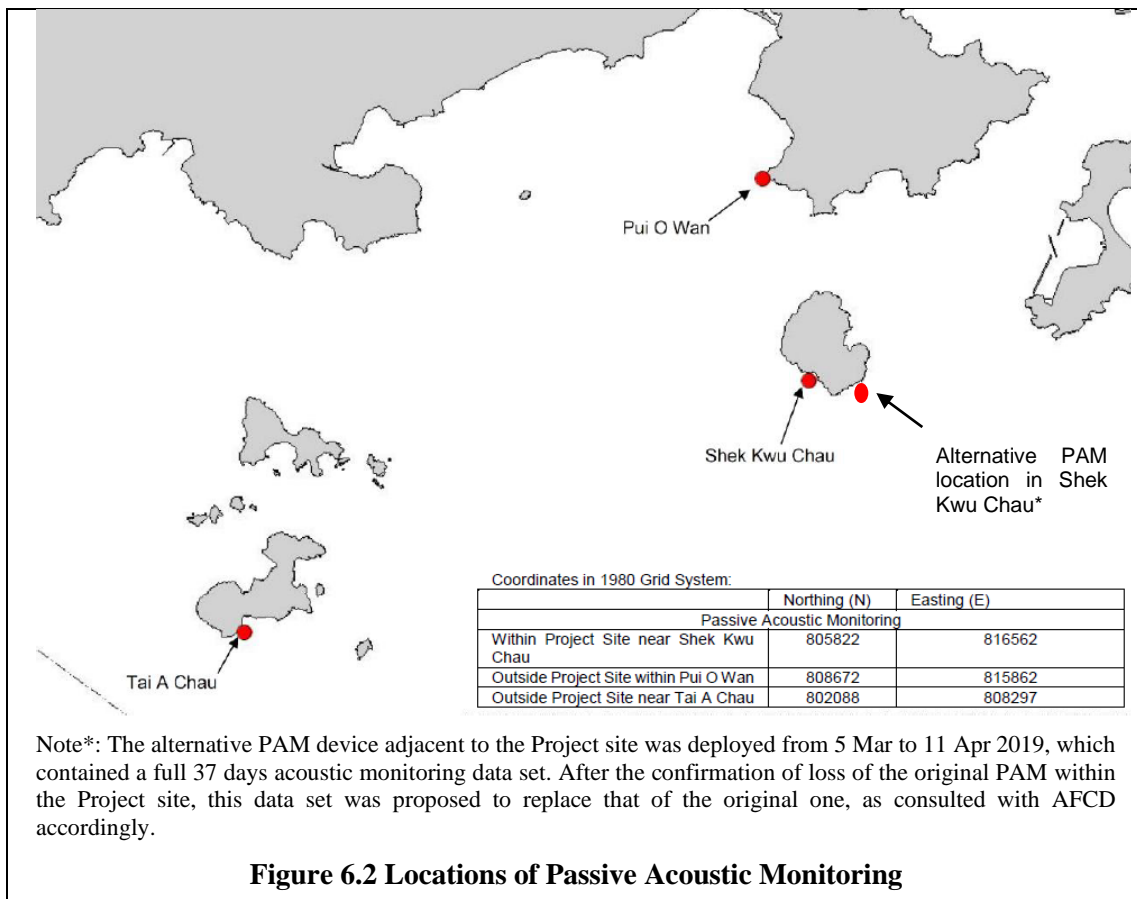 Pui O Wan
Shek Kwu Chau
Alternative PAM
location in Shek
Kwu Chau*
Tai A Chau
Coordinates in 1980 Grid System:
Northing (N) Easting (E)
Passive Acoustic Monitoring
Within Project Site near Shek Kwu
Chau 805822 816562
Outside Project Site within Pui O Wan 808672 815862
Outside Project Site near Tai A Chau 802088 808297
Note*: The alternative PAM device adjacent to the Project site was deployed from 5 Mar to 11 Apr 2019, which
contained a full 37 days acoustic monitoring data set. After the confirmation of loss of the original PAM within
the Project site, this data set was proposed to replace that of the original one, as consulted with AFCD
accordingly.
Figure 6.2 Locations of Passive Acoustic Monitoring